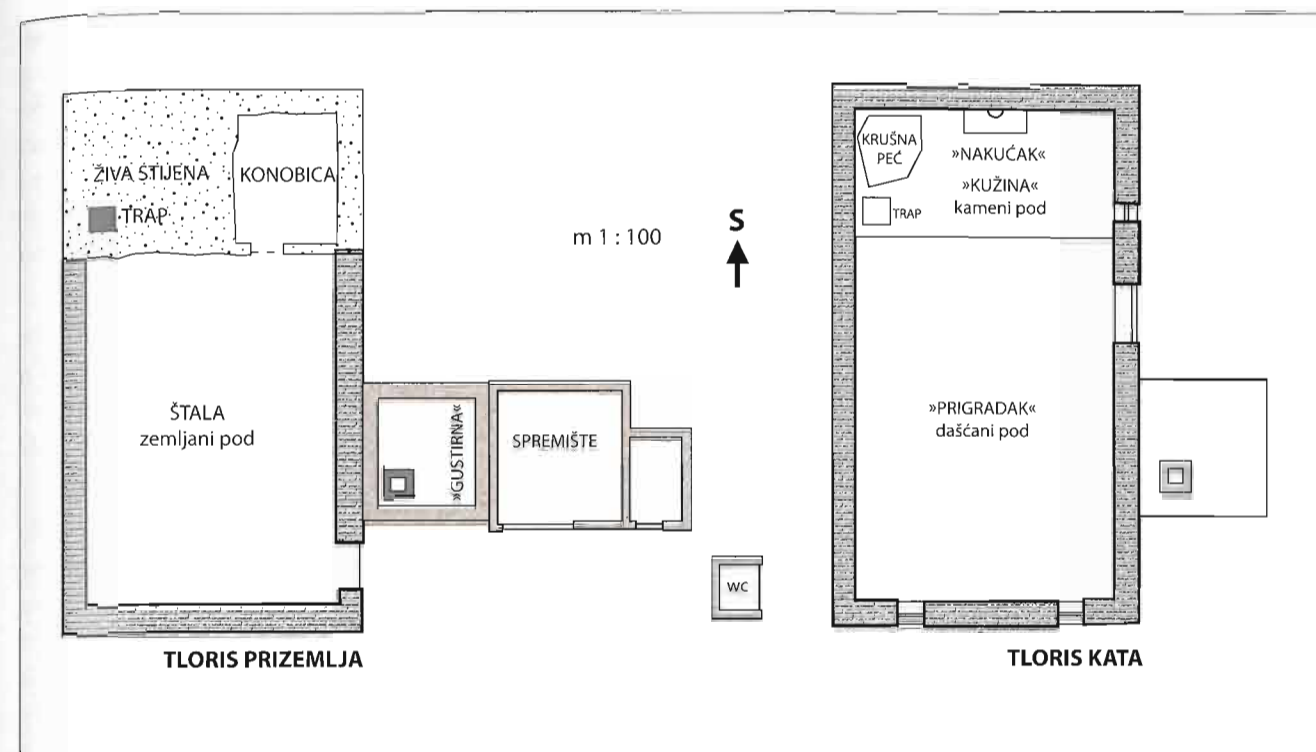 ŽIVA STIJENA
KONOBICA
TRAP
ŠTALA
zemljani pod
»GUSTIRNA«
SPREMIŠTE
WC
m 1 : 100
S
TLORIS PRIZEMLJA
KRUŠNA
PEĆ
»NAKUĆAK«
»KUŽINA«
kameni pod
TRAP
»PRIGRADAK«
dašćani pod
TLORIS KATA